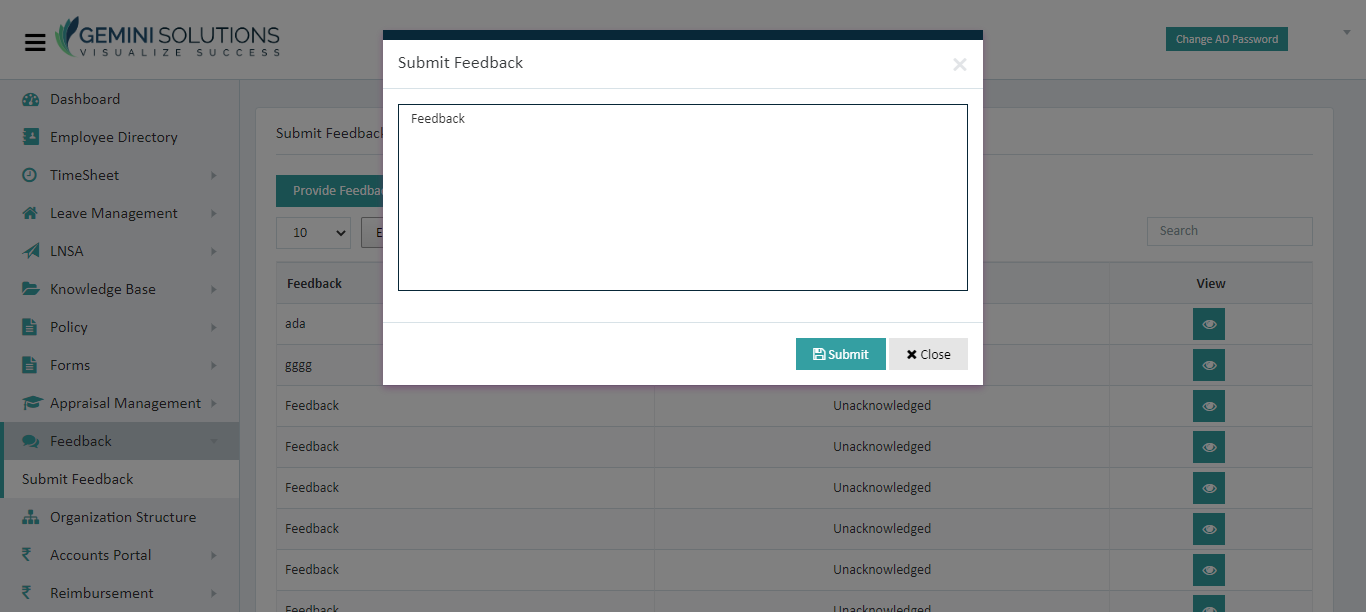 GEMINI SOLUTIONS
VISUALIZE SUCCESS
Change AD Password
Dashboard
Employee Directory
TimeSheet
Leave Management
LNSA
Knowledge Base
Policy
Forms
Appraisal Management
Feedback
Submit Feedback
Organization Structure
Accounts Portal
Reimbursement
Submit Feedback
×
Feedback
Submit
Close
Submit Feedback
Provide Feedba
10
E
Search
Feedback
View
ada
gggg
Feedback Unacknowledged
Feedback Unacknowledged
Feedback Unacknowledged
Feedback Unacknowledged
Feedback Unacknowledged
Feedback Unacknowledged